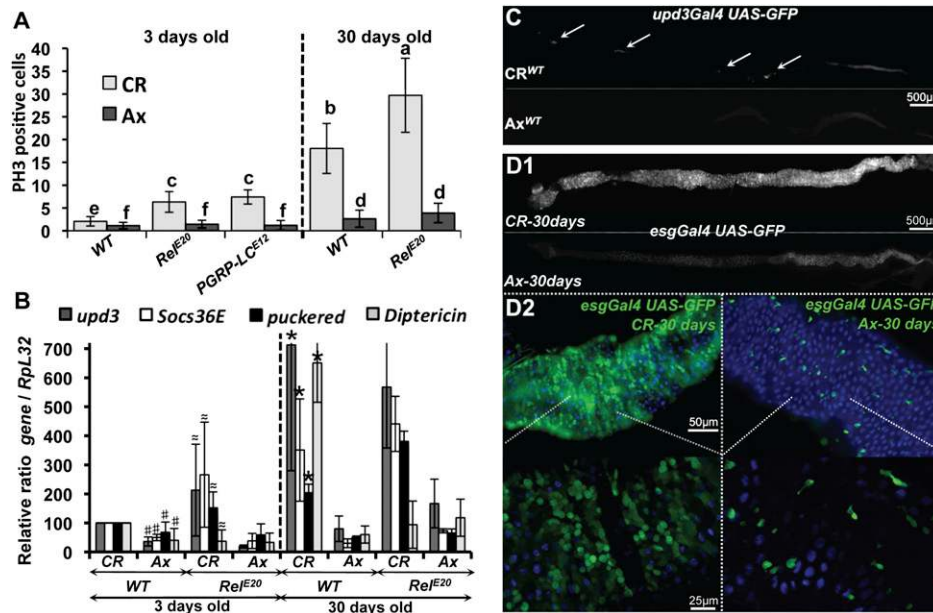 A
3 days old
30 days old
PH3 positive cells
40
35
30
25
20
15
10
5
0
CR
Ax
e
f
c
f
c
f
b
d
a
d
WT
RelE20
PGRP-LCE12
WT
RelE20
B
upd3
Socs36E
puckered
Diptericin
Relative ratio gene / RpL32
700
600
500
400
300
200
100
0
≈ ≈ ≈ ≈
# # # #
* * * *
CR Ax CR Ax CR Ax CR Ax
WT RelE20 WT RelE20
3 days old 30 days old
C
upd3Gal4 UAS-GFP
CRWT
500µm
AxWT
D1
CR-30days
500µm
esgGal4 UAS-GFP
Ax-30days
D2
esgGal4 UAS-GFP
CR-30 days
esgGal4 UAS-GFP
Ax-30 days
50µm
25µm